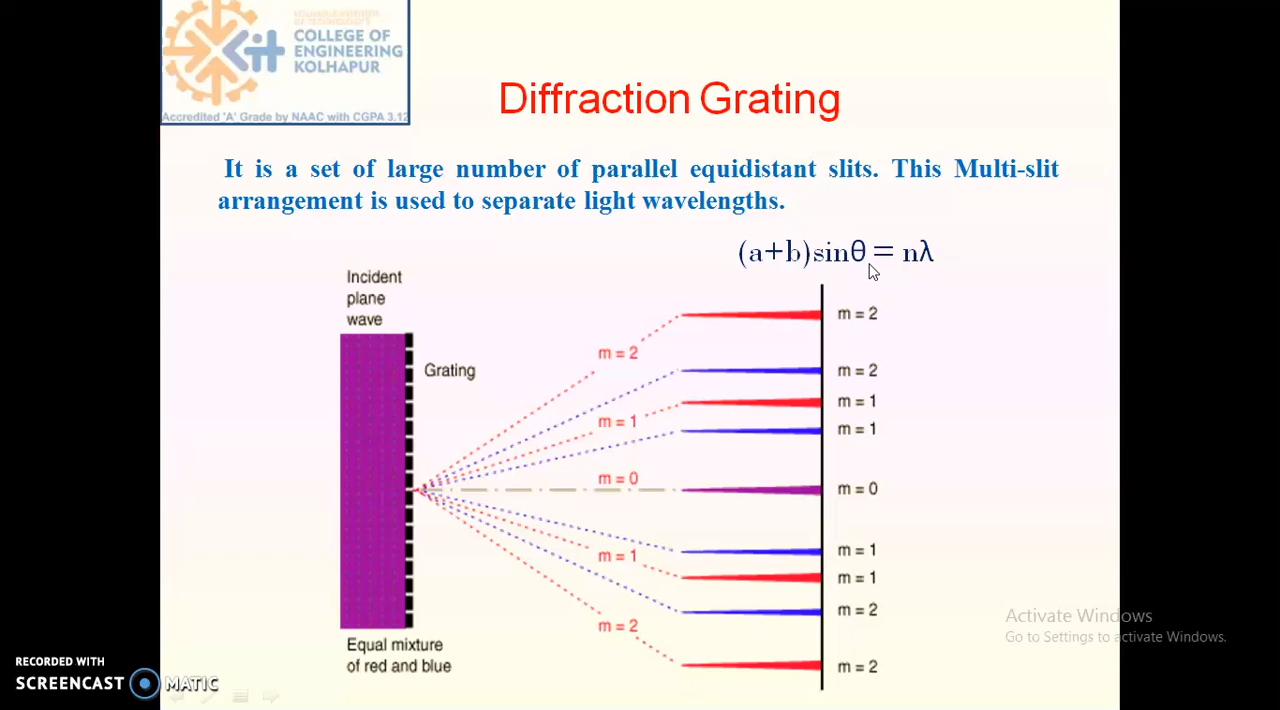 COLLEGE OF
ENGINEERING
KOLHAPUR
Accredited 'A' Grade by NAAC with CGPA 3.12
Diffraction Grating
It is a set of large number of parallel equidistant slits. This Multi-slit
arrangement is used to separate light wavelengths.
(a+b)sinθ = nλ
Incident
plane
wave
Grating
m = 2
m = 2
m = 2
m = 1
m = 1
m = 1
m = 0
m = 0
m = 1
m = 1
m = 1
m = 2
m = 2
m = 2
Equal mixture
of red and blue
Activate Windows
Go to Settings to activate Windows.
RECORDED WITH
SCREENCAST MATIC